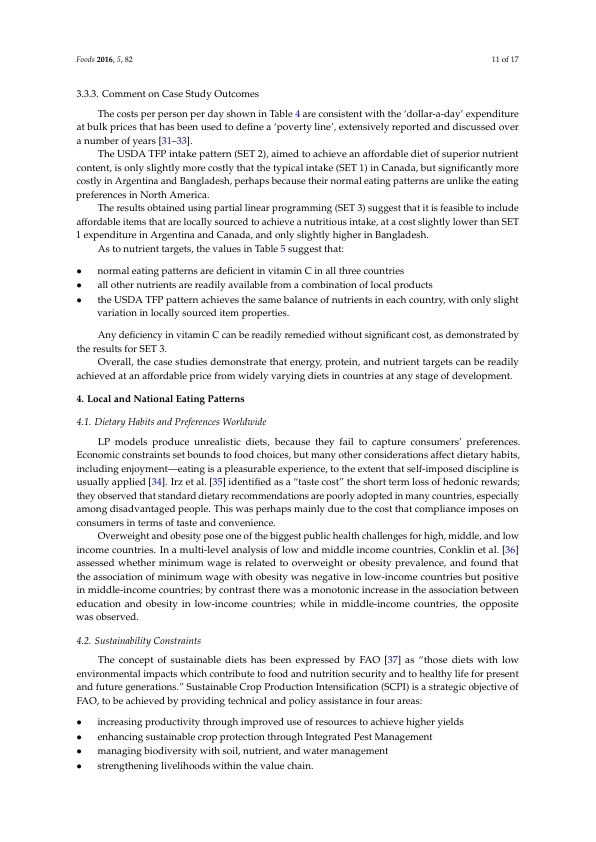 Foods 2016, 5, 82
11 of 17
3.3.3. Comment on Case Study Outcomes
The costs per person per day shown in Table 4 are consistent with the ‘dollar-a-day’ expenditure
at bulk prices that has been used to define a ‘poverty line’, extensively reported and discussed over
a number of years [31–33].
The USDA TFP intake pattern (SET 2), aimed to achieve an affordable diet of superior nutrient
content, is only slightly more costly that the typical intake (SET 1) in Canada, but significantly more
costly in Argentina and Bangladesh, perhaps because their normal eating patterns are unlike the eating
preferences in North America.
The results obtained using partial linear programming (SET 3) suggest that it is feasible to include
affordable items that are locally sourced to achieve a nutritious intake, at a cost slightly lower than SET
1 expenditure in Argentina and Canada, and only slightly higher in Bangladesh.
As to nutrient targets, the values in Table 5 suggest that:
● normal eating patterns are deficient in vitamin C in all three countries
● all other nutrients are readily available from a combination of local products
● the USDA TFP pattern achieves the same balance of nutrients in each country, with only slight
variation in locally sourced item properties.
Any deficiency in vitamin C can be readily remedied without significant cost, as demonstrated by
the results for SET 3.
Overall, the case studies demonstrate that energy, protein, and nutrient targets can be readily
achieved at an affordable price from widely varying diets in countries at any stage of development.
4. Local and National Eating Patterns
4.1. Dietary Habits and Preferences Worldwide
LP models produce unrealistic diets, because they fail to capture consumers’ preferences.
Economic constraints set bounds to food choices, but many other considerations affect dietary habits,
including enjoyment—eating is a pleasurable experience, to the extent that self-imposed discipline is
usually applied [34]. Irz et al. [35] identified as a “taste cost” the short term loss of hedonic rewards;
they observed that standard dietary recommendations are poorly adopted in many countries, especially
among disadvantaged people. This was perhaps mainly due to the cost that compliance imposes on
consumers in terms of taste and convenience.
Overweight and obesity pose one of the biggest public health challenges for high, middle, and low
income countries. In a multi-level analysis of low and middle income countries, Conklin et al. [36]
assessed whether minimum wage is related to overweight or obesity prevalence, and found that
the association of minimum wage with obesity was negative in low-income countries but positive
in middle-income countries; by contrast there was a monotonic increase in the association between
education and obesity in low-income countries; while in middle-income countries, the opposite
was observed.
4.2. Sustainability Constraints
The concept of sustainable diets has been expressed by FAO [37] as “those diets with low
environmental impacts which contribute to food and nutrition security and to healthy life for present
and future generations.” Sustainable Crop Production Intensification (SCPI) is a strategic objective of
FAO, to be achieved by providing technical and policy assistance in four areas:
● increasing productivity through improved use of resources to achieve higher yields
● enhancing sustainable crop protection through Integrated Pest Management
● managing biodiversity with soil, nutrient, and water management
● strengthening livelihoods within the value chain.